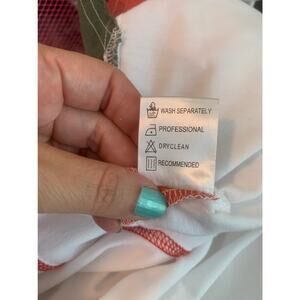 WASH SEPARATELY
PROFESSIONAL
DRYCLEAN
RECOMMENDED